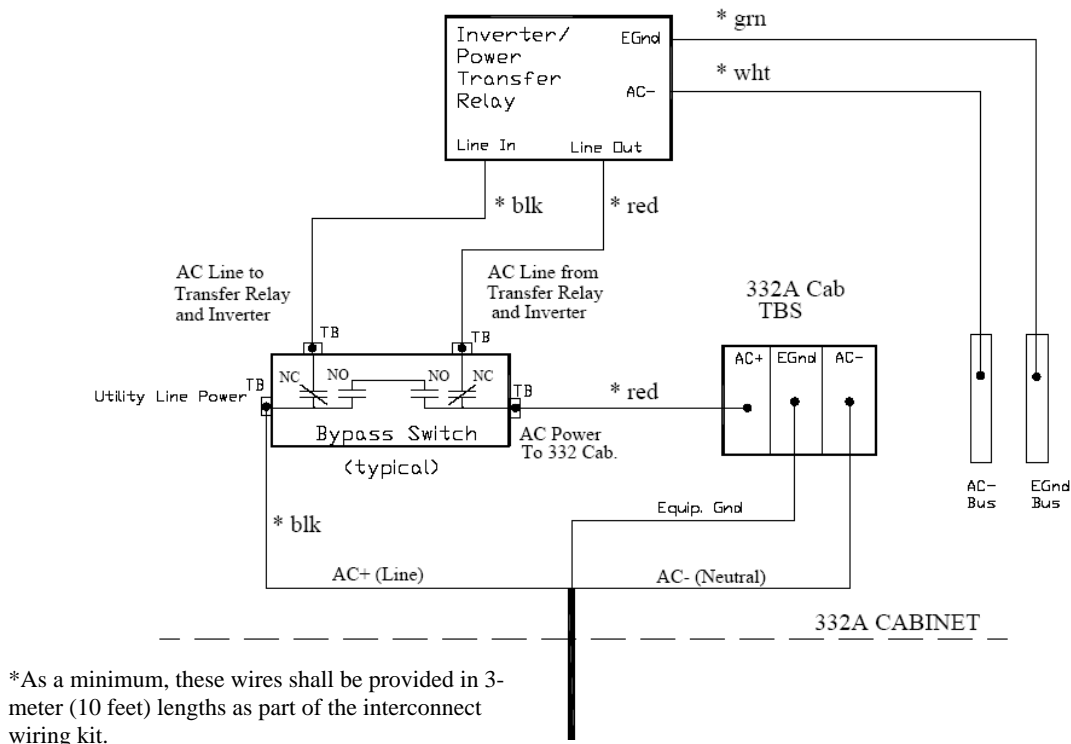 * grn
Inverter/
Power
Transfer
Relay
EGnd
* wht
AC-
Line In
Line Out
* blk
* red
AC Line to
Transfer Relay
and Inverter
AC Line from
Transfer Relay
and Inverter
332A Cab
TBS
TB
TB
AC+
EGnd
AC-
NC
NO
NO
NC
Utility Line Power
TB
TB
* red
Bypass Switch
(typical)
AC Power
To 332 Cab.
AC-
Bus
EGnd
Bus
Equip. Gnd
* blk
AC+ (Line)
AC- (Neutral)
332A CABINET
*As a minimum, these wires shall be provided in 3-
meter (10 feet) lengths as part of the interconnect
wiring kit.